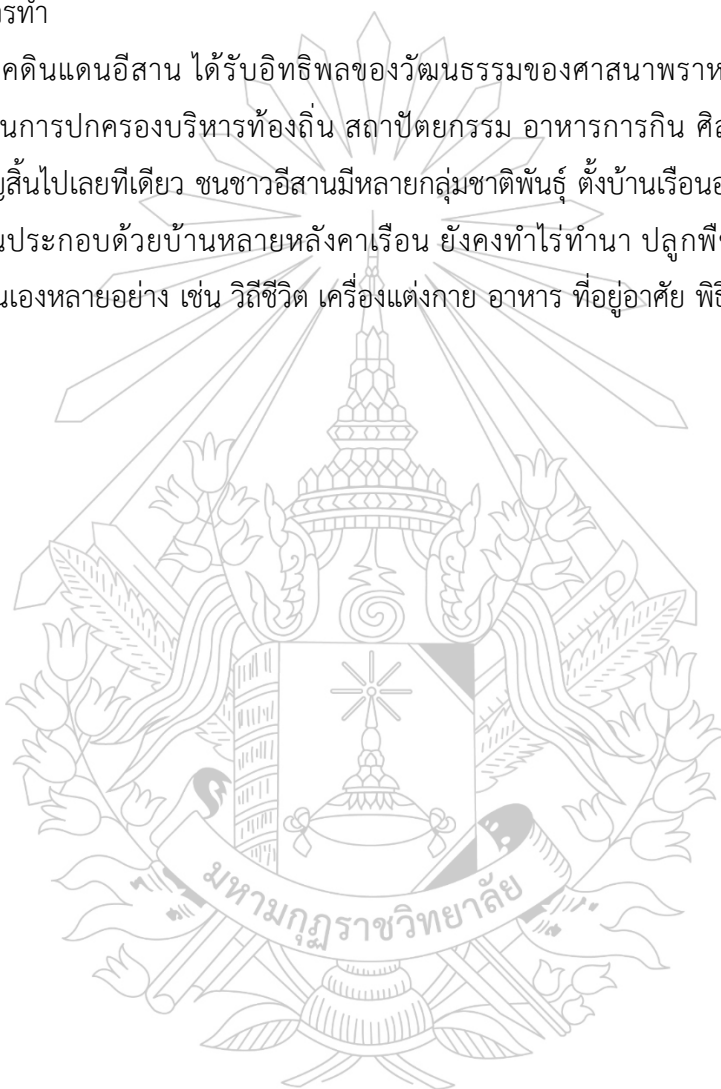 รทำ
คดินแดนอีสาน ได้รับอิทธิพลของวัฒนธรรมของศาสนาพราห
นการปกครองบริหารท้องถิ่น สถาปัตยกรรม อาหารการกิน ศิล
ญสิ้นไปเลยทีเดียว ชนชาวอีสานมีหลายกลุ่มชาติพันธุ์ ตั้งบ้านเรือนอ
นประกอบด้วยบ้านหลายหลังคาเรือน ยังคงทำไร่ทำนา ปลูกพืช
นเองหลายอย่าง เช่น วิถีชีวิต เครื่องแต่งกาย อาหาร ที่อยู่อาศัย พิธี
มหามกุฏราชวิทยาลัย